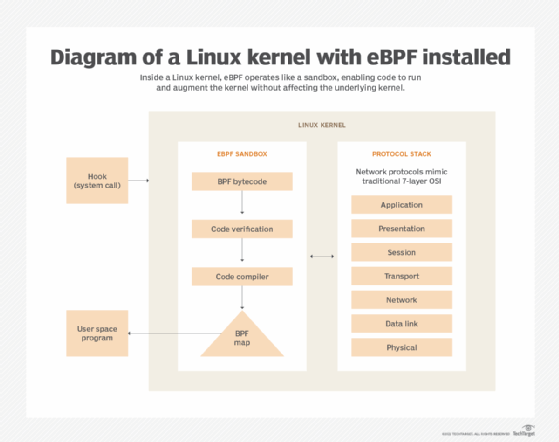 Diagram of a Linux kernel with eBPF installed
Inside a Linux kernel, eBPF operates like a sandbox, enabling code to run
and augment the kernel without affecting the underlying kernel.
LINUX KERNEL
Hook
(system call)
EBPF SANDBOX
BPF bytecode
Code verification
Code compiler
BPF
map
User space
program
PROTOCOL STACK
Network protocols mimic
traditional 7-layer OSI
Application
Presentation
Session
Transport
Network
Data link
Physical
TECHTARGET. ALL RIGHTS RESERVED
TechTarget